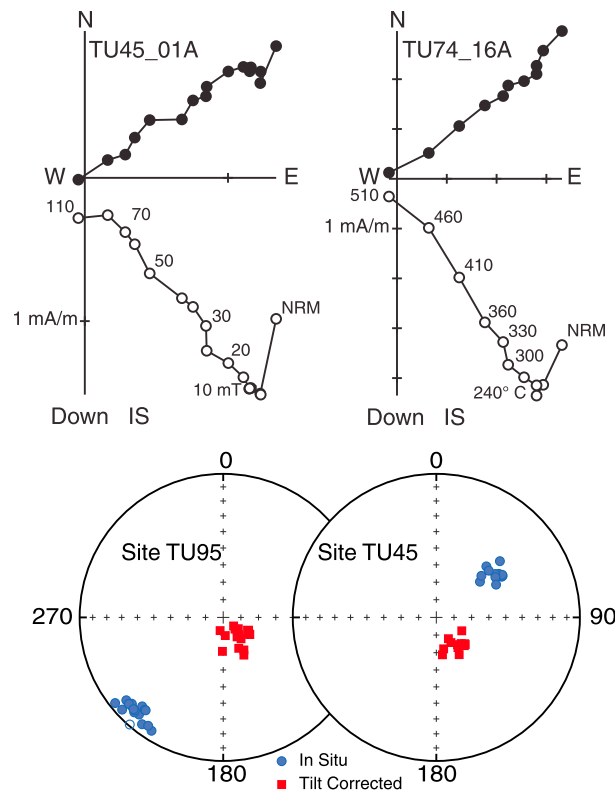 N
TU45_01A
W
E
110
70
50
1 mA/m
30
NRM
20
10 mT
Down IS
N
TU74_16A
W
E
510
1 mA/m
460
410
360
330
NRM
300
240° C
Down IS
0
0
Site TU95
Site TU45
270
90
180
180
In Situ
Tilt Corrected